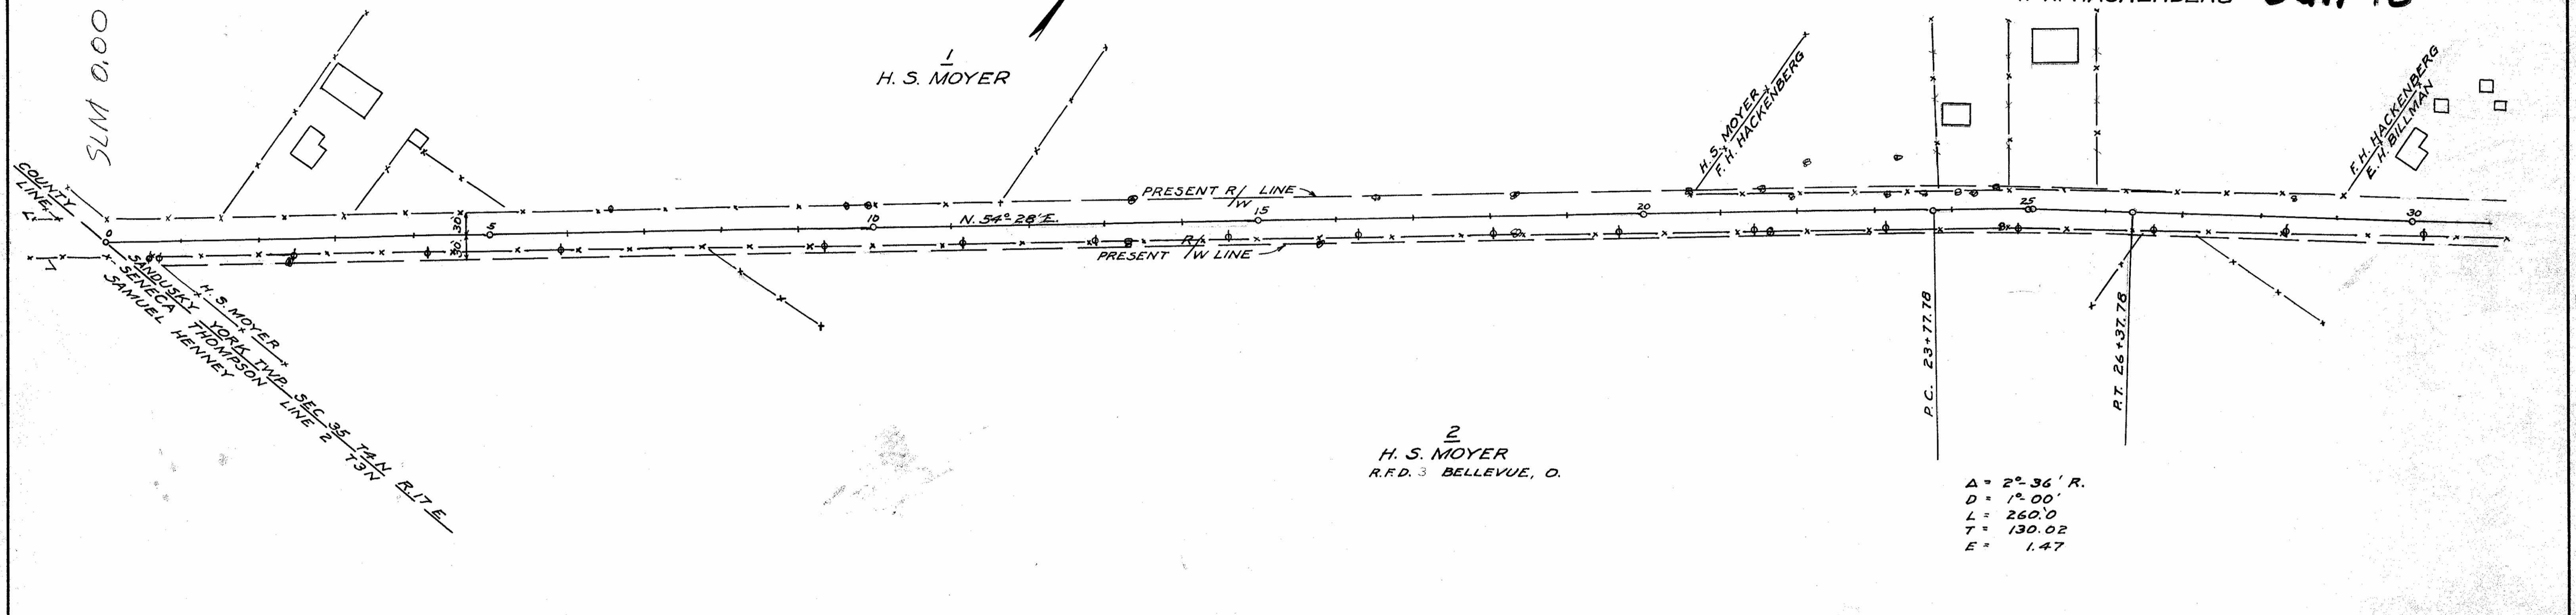 SLM 0.00
1
H. S. MOYER
H. S. MOYER
F. H. HACKENBERG
F. H. HACKENBERG
E. H. BILLMAN
COUNTY
LINE
PRESENT R/W LINE
0
5
10
15
20
25
30
N. 54° 28' E.
30'
30'
PRESENT R/W LINE
H. S. MOYER
SANDUSKY YORK TWP. SEC 35 T4N R.17 E
SENECA THOMPSON LINE 2 T3N
SAMUEL HENNEY
P.C. 23+77.78
P.T. 26+37.78
2
H. S. MOYER
R.F.D. 3 BELLEVUE, O.
Δ = 2°-36' R.
D = 1°-00'
L = 260.'0
T = 130.02
E = 1.47